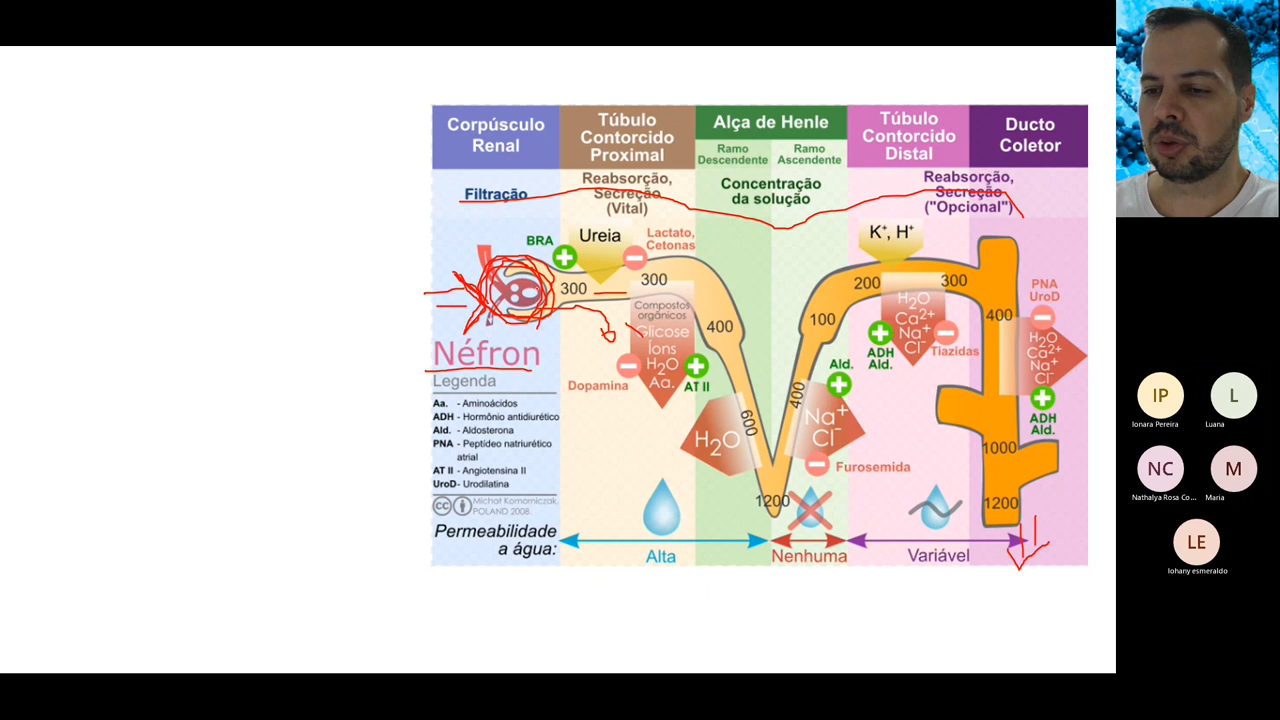 Corpúsculo
Renal
Túbulo
Contorcido
Proximal
Alça de Henle
Ramo
Descendente
Ramo
Ascendente
Túbulo
Contorcido
Distal
Ducto
Coletor
Filtração
Reabsorção,
Secreção
(Vital)
Concentração
da solução
Reabsorção,
Secreção
("Opcional")
BRA
Ureia
Lactato,
Cetonas
300
300
Compostos
orgânicos
Glicose
Íons
H2O
Aa.
Dopamina
AT II
400
600
H2O
1200
100
400
Ald.
Na+
Cl-
Furosemida
K+, H+
200
300
H2O
Ca2+
Na+
Cl-
ADH
Ald.
Tiazidas
400
PNA
UroD
H2O
Ca2+
Na+
Cl-
ADH
Ald.
1000
1200
Néfron
Legenda
Aa. - Aminoácidos
ADH - Hormônio antidiurético
Ald. - Aldosterona
PNA - Peptídeo natriurético
atrial
AT II - Angiotensina II
UroD- Urodilatina
cc Michał Komorniczak,
POLAND 2008.
Permeabilidade
a água:
Alta
Nenhuma
Variável
IP
Ionara Pereira
L
Luana
NC
Nathalya Rosa Co...
M
Maria
LE
lohany esmeraldo